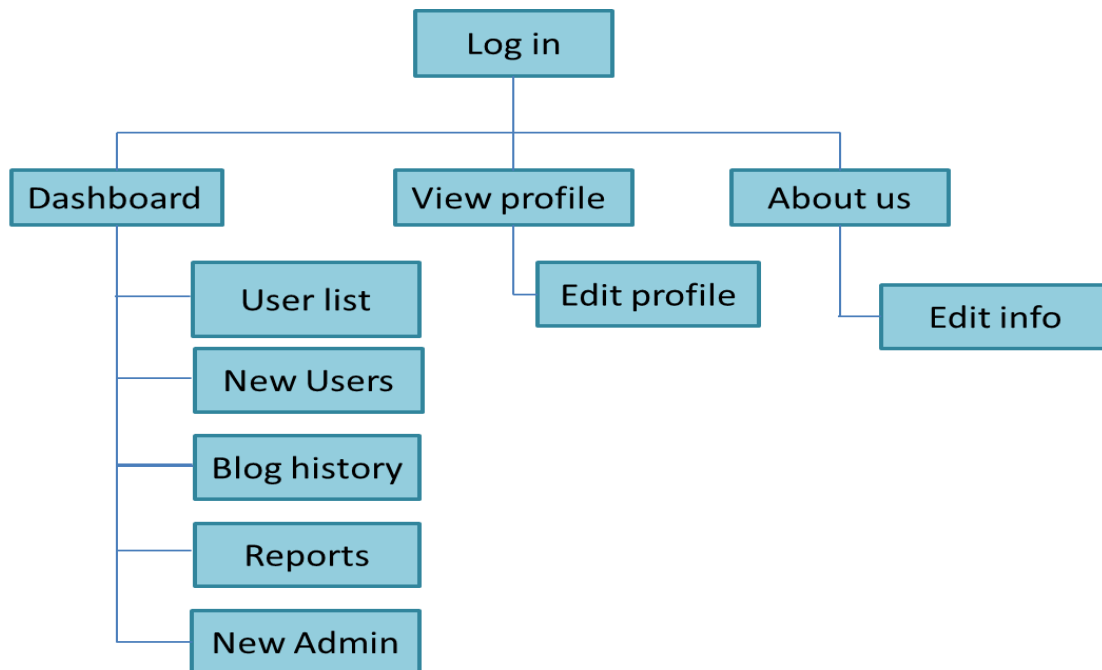 Log in
Dashboard
View profile
About us
User list
Edit profile
Edit info
New Users
Blog history
Reports
New Admin